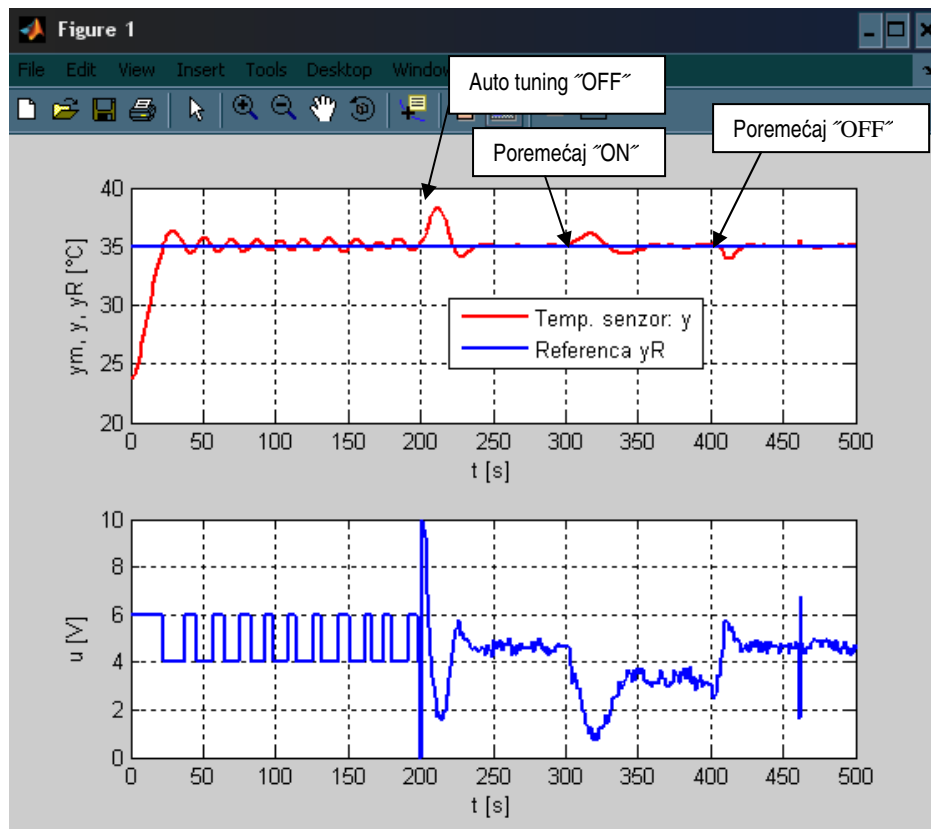 Figure 1
File Edit View Insert Tools Desktop Window
Auto tuning ˝OFF˝
Poremećaj ˝ON˝
Poremećaj ˝OFF˝
40
35
30
25
20
ym, y, yR [°C]
Temp. senzor: y
Referenca yR
0 50 100 150 200 250 300 350 400 450 500
t [s]
10
8
6
4
2
0
u [V]
0 50 100 150 200 250 300 350 400 450 500
t [s]